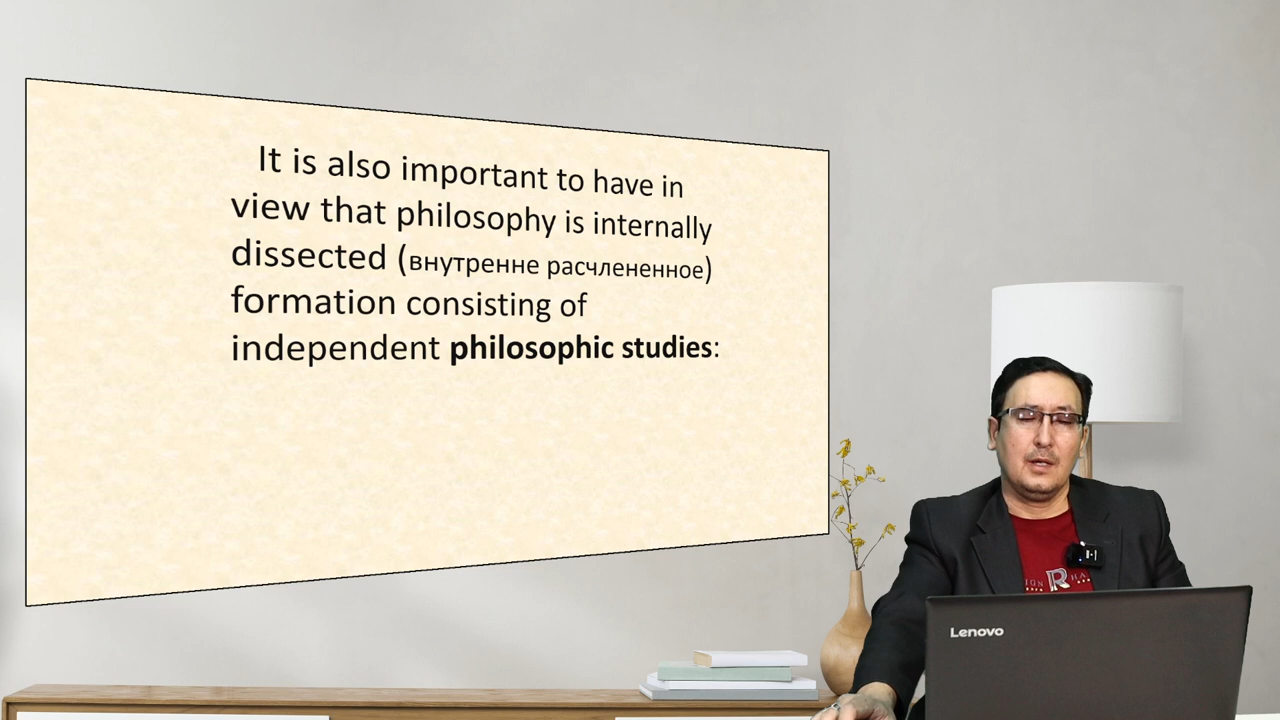 It is also important to have in
view that philosophy is internally
dissected (внутренне расчлененное)
formation consisting of
independent philosophic studies:
R
Lenovo